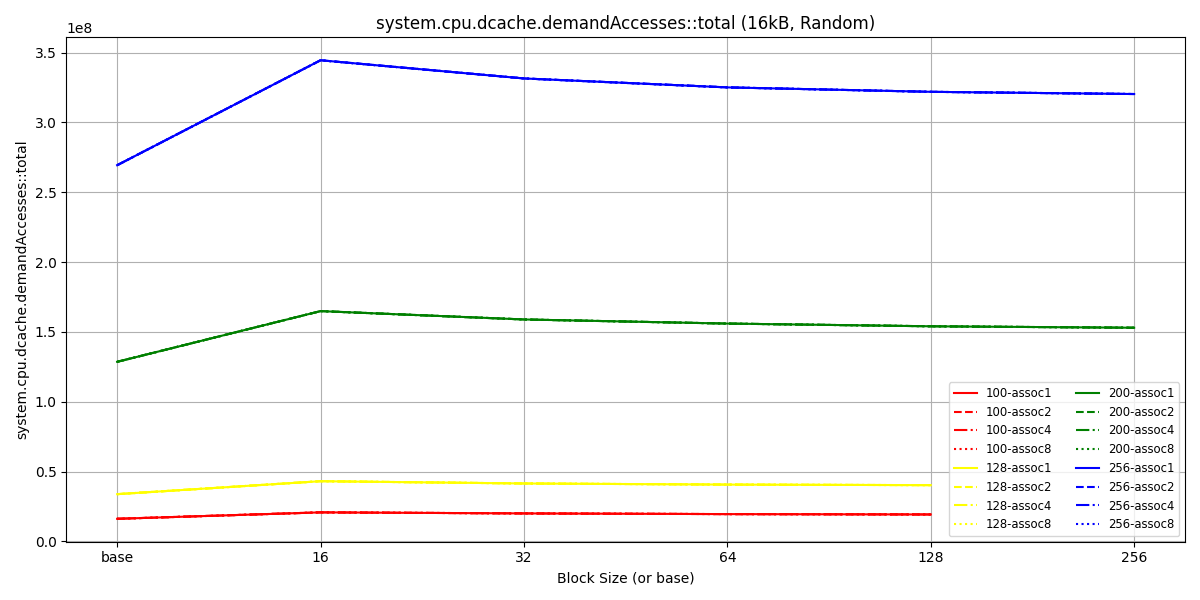 system.cpu.dcache.demandAccesses::total (16kB, Random)
1e8
system.cpu.dcache.demandAccesses::total
3.5
3.0
2.5
2.0
1.5
1.0
0.5
0.0
base 16 32 64 128 256
Block Size (or base)
100-assoc1 200-assoc1
100-assoc2 200-assoc2
100-assoc4 200-assoc4
100-assoc8 200-assoc8
128-assoc1 256-assoc1
128-assoc2 256-assoc2
128-assoc4 256-assoc4
128-assoc8 256-assoc8